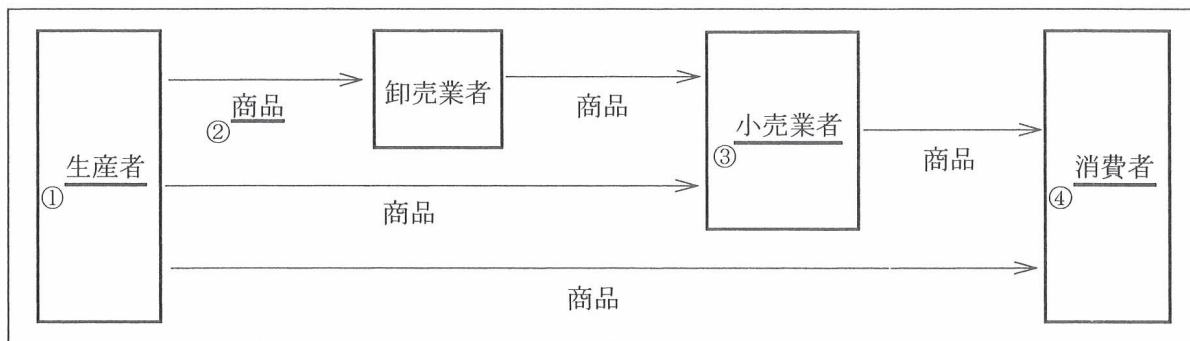 卸売業者
商品
②商品
③小売業者
商品
①生産者
④消費者
商品
商品